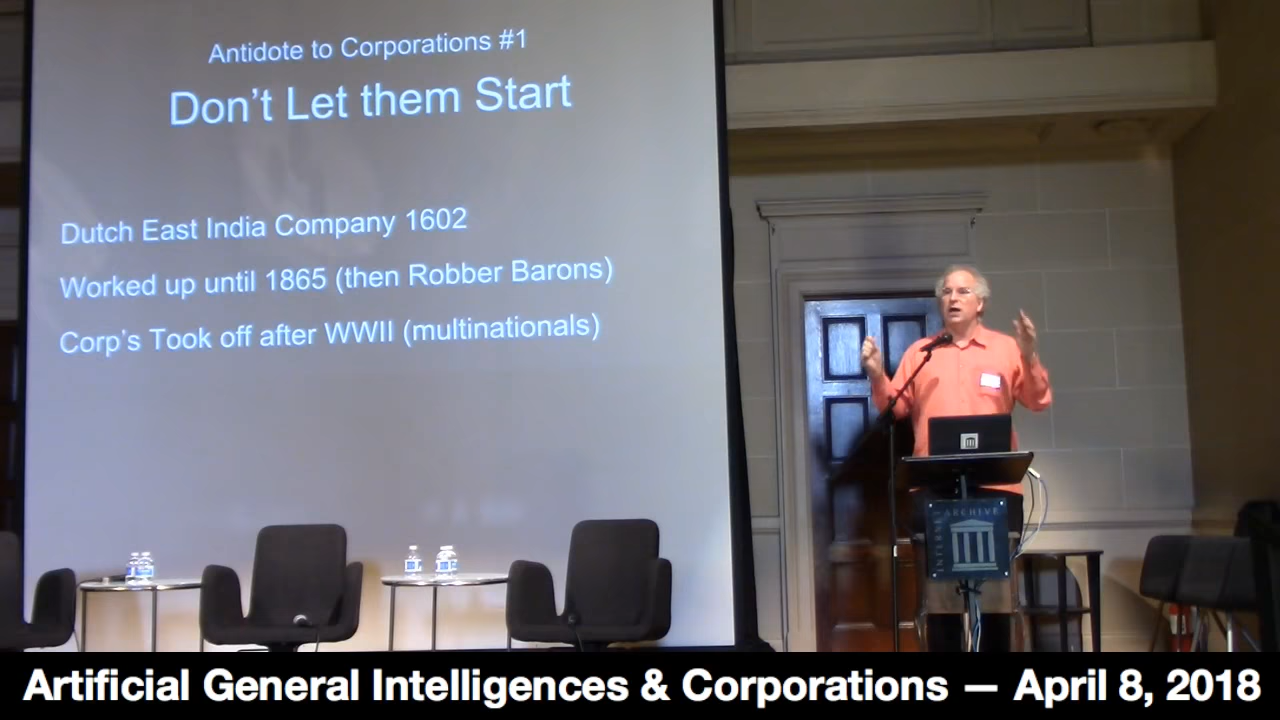 Antidote to Corporations #1
Don't Let them Start
Dutch East India Company 1602
Worked up until 1865 (then Robber Barons)
Corp's Took off after WWII (multinationals)
INTERNET ARCHIVE
Artificial General Intelligences & Corporations — April 8, 2018